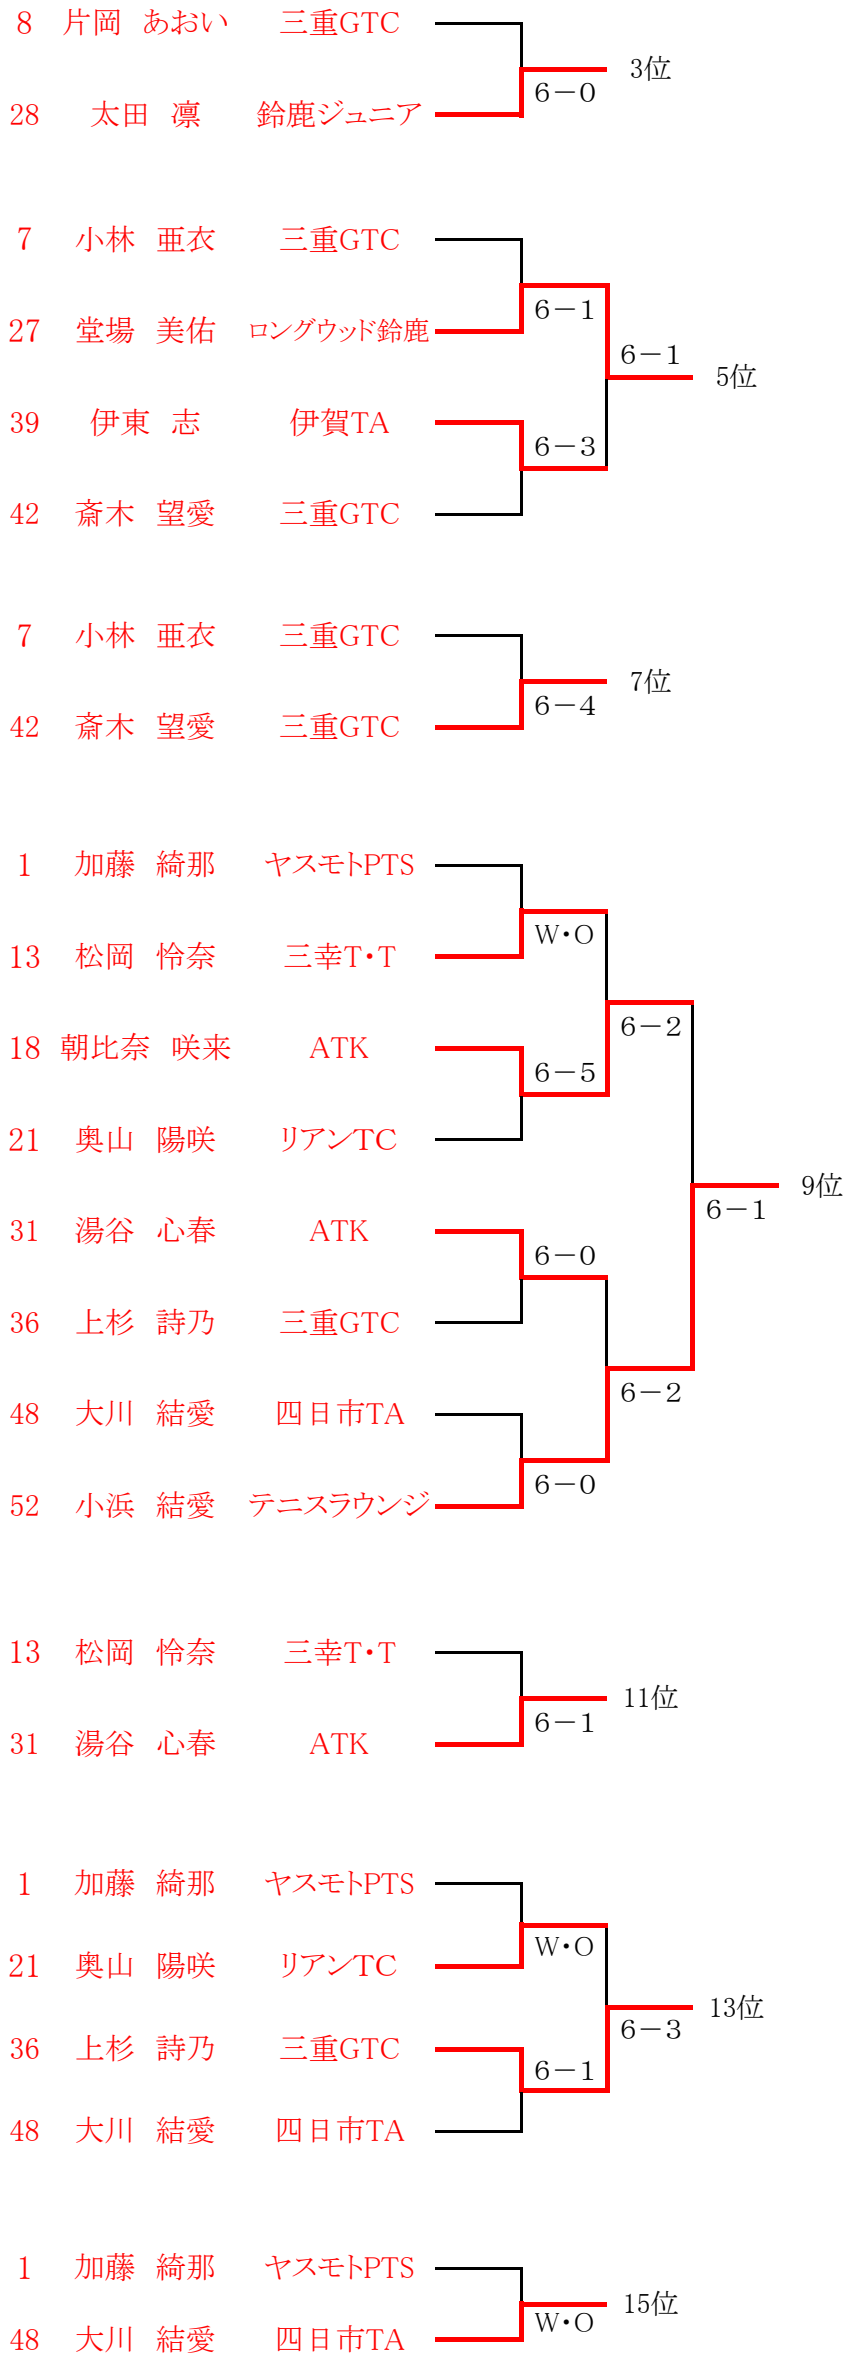 8 片岡 あおい 三重GTC
3位
6－0
28 太田 凛 鈴鹿ジュニア
7 小林 亜衣 三重GTC
6－1
27 堂場 美佑 ロングウッド鈴鹿
6－1
5位
39 伊東 志 伊賀TA
6－3
42 斎木 望愛 三重GTC
7 小林 亜衣 三重GTC
7位
6－4
42 斎木 望愛 三重GTC
1 加藤 綺那 ヤスモトPTS
W・O
13 松岡 怜奈 三幸T・T
6－2
18 朝比奈 咲来 ATK
6－5
21 奥山 陽咲 リアンTC
9位
6－1
31 湯谷 心春 ATK
6－0
36 上杉 詩乃 三重GTC
6－2
48 大川 結愛 四日市TA
6－0
52 小浜 結愛 テニスラウンジ
13 松岡 怜奈 三幸T・T
11位
6－1
31 湯谷 心春 ATK
1 加藤 綺那 ヤスモトPTS
W・O
21 奥山 陽咲 リアンTC
13位
6－3
36 上杉 詩乃 三重GTC
6－1
48 大川 結愛 四日市TA
1 加藤 綺那 ヤスモトPTS
15位
W・O
48 大川 結愛 四日市TA